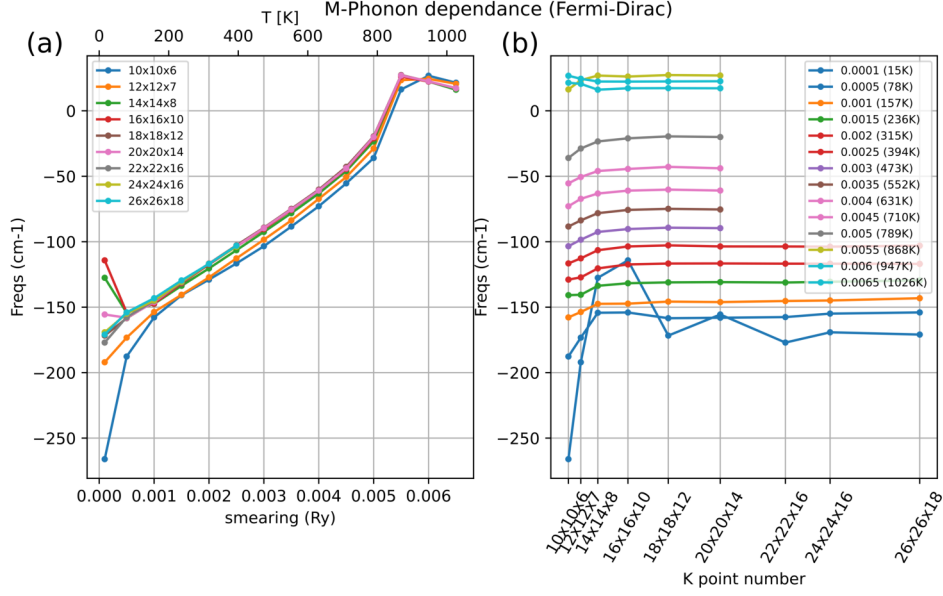 M-Phonon dependance (Fermi-Dirac)
(a)
T [K]
0 200 400 600 800 1000
10x10x6
12x12x7
14x14x8
16x16x10
18x18x12
20x20x14
22x22x16
24x24x16
26x26x18
Freqs (cm-1)
0
−50
−100
−150
−200
−250
0.000 0.001 0.002 0.003 0.004 0.005 0.006
smearing (Ry)
(b)
0.0001 (15K)
0.0005 (78K)
0.001 (157K)
0.0015 (236K)
0.002 (315K)
0.0025 (394K)
0.003 (473K)
0.0035 (552K)
0.004 (631K)
0.0045 (710K)
0.005 (789K)
0.0055 (868K)
0.006 (947K)
0.0065 (1026K)
Freqs (cm-1)
0
−50
−100
−150
−200
−250
10x10x6
12x12x7
14x14x8
16x16x10
18x18x12
20x20x14
22x22x16
24x24x16
26x26x18
K point number